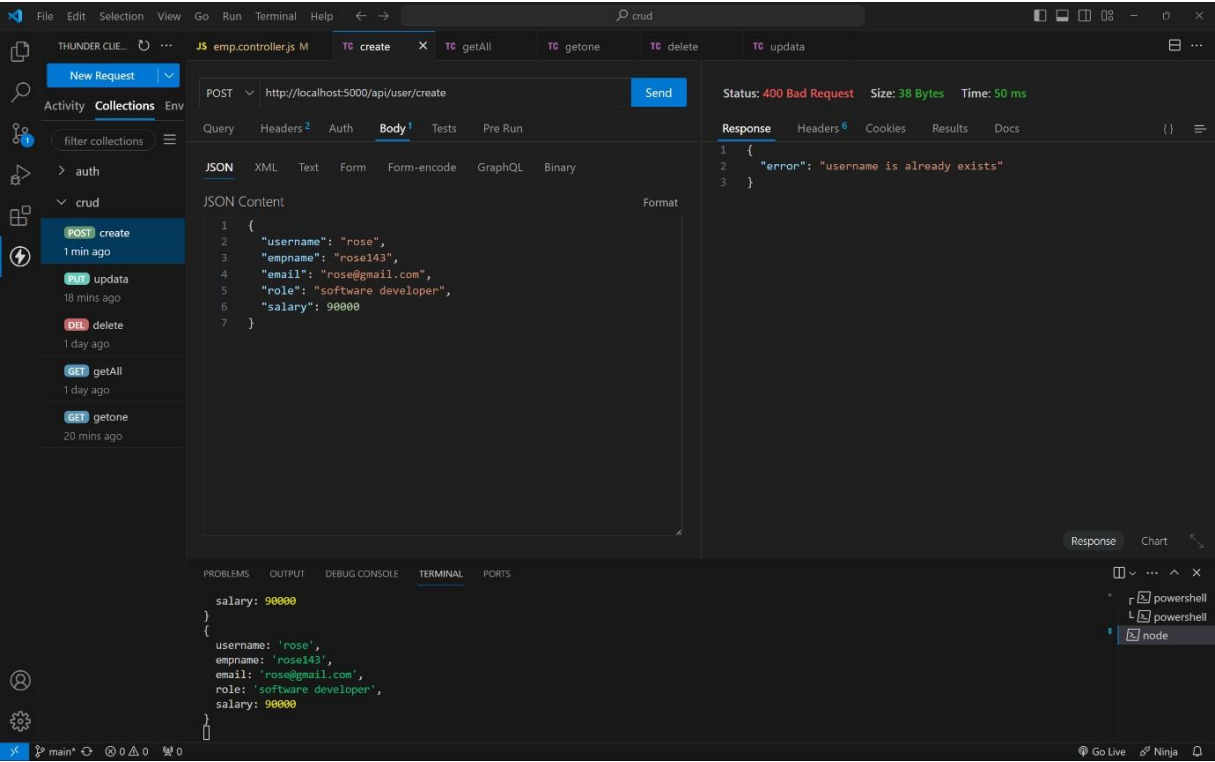 File Edit Selection View Go Run Terminal Help crud
THUNDER CLIE... JS emp.controller.js M TC create TC getAll TC getone TC delete TC updata
New Request
Activity Collections Env
filter collections
auth
crud
POST create
1 min ago
PUT updata
18 mins ago
DEL delete
1 day ago
GET getAll
1 day ago
GET getone
20 mins ago
1
POST http://localhost:5000/api/user/create Send
Query Headers 2 Auth Body 1 Tests Pre Run
JSON XML Text Form Form-encode GraphQL Binary
JSON Content Format
1 {
2 "username": "rose",
3 "empname": "rose143",
4 "email": "rose@gmail.com",
5 "role": "software developer",
6 "salary": 90000
7 }
Status: 400 Bad Request Size: 38 Bytes Time: 50 ms
Response Headers 6 Cookies Results Docs {}
1 {
2 "error": "username is already exists"
3 }
Response Chart
PROBLEMS OUTPUT DEBUG CONSOLE TERMINAL PORTS
salary: 90000
}
{
username: 'rose',
empname: 'rose143',
email: 'rose@gmail.com',
role: 'software developer',
salary: 90000
}
powershell
powershell
node
main* 0 0 0 Go Live Ninja